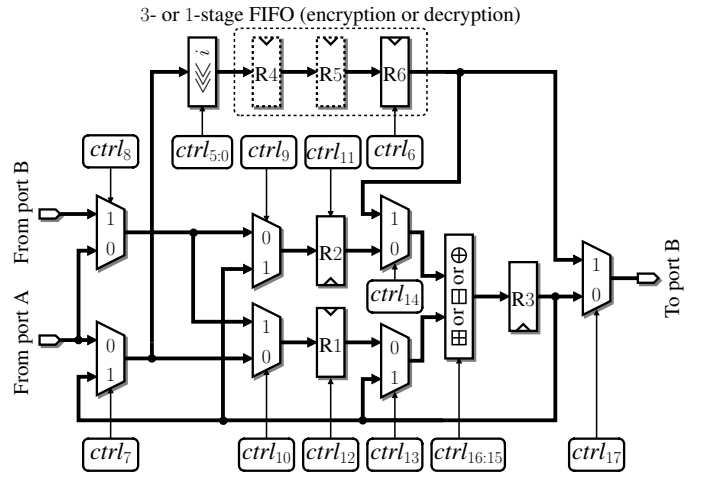 3- or 1-stage FIFO (encryption or decryption)
⋘ i
R4
R5
R6
ctrl8
ctrl5:0
ctrl9
ctrl11
ctrl6
From port B
1
0
0
1
R2
1
0
ctrl14
⊞ or ⊟ or ⊕
R3
1
0
To port B
From port A
0
1
1
0
R1
0
1
ctrl7
ctrl10
ctrl12
ctrl13
ctrl16:15
ctrl17